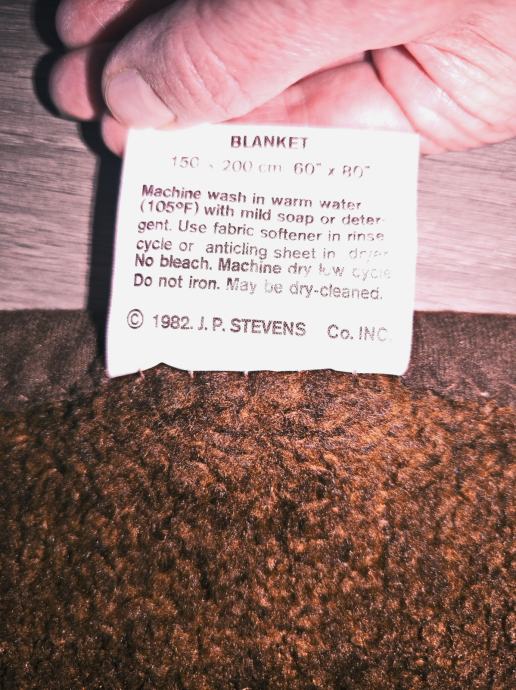 BLANKET
150 x 200 cm 60" x 80"
Machine wash in warm water
(105°F) with mild soap or deter-
gent. Use fabric softener in rinse
cycle or anticling sheet in dryer
No bleach. Machine dry low cycle
Do not iron. May be dry-cleaned.
© 1982. J. P. STEVENS Co. INC.